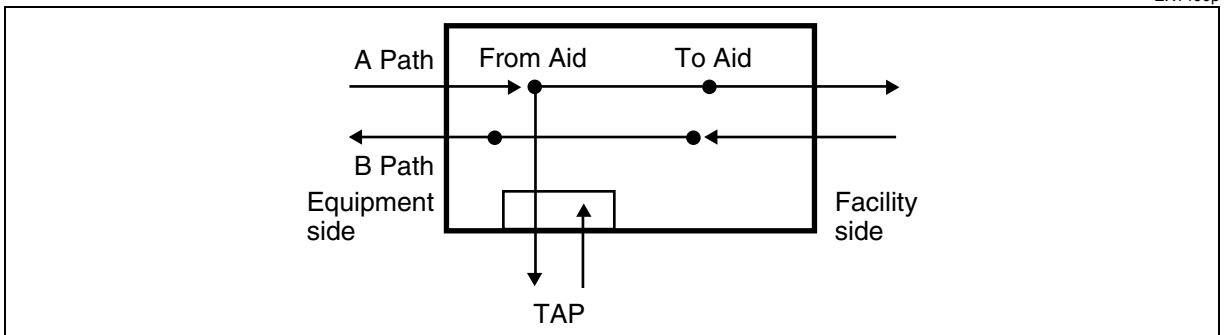 A Path
From Aid
To Aid
B Path
Equipment
side
Facility
side
TAP